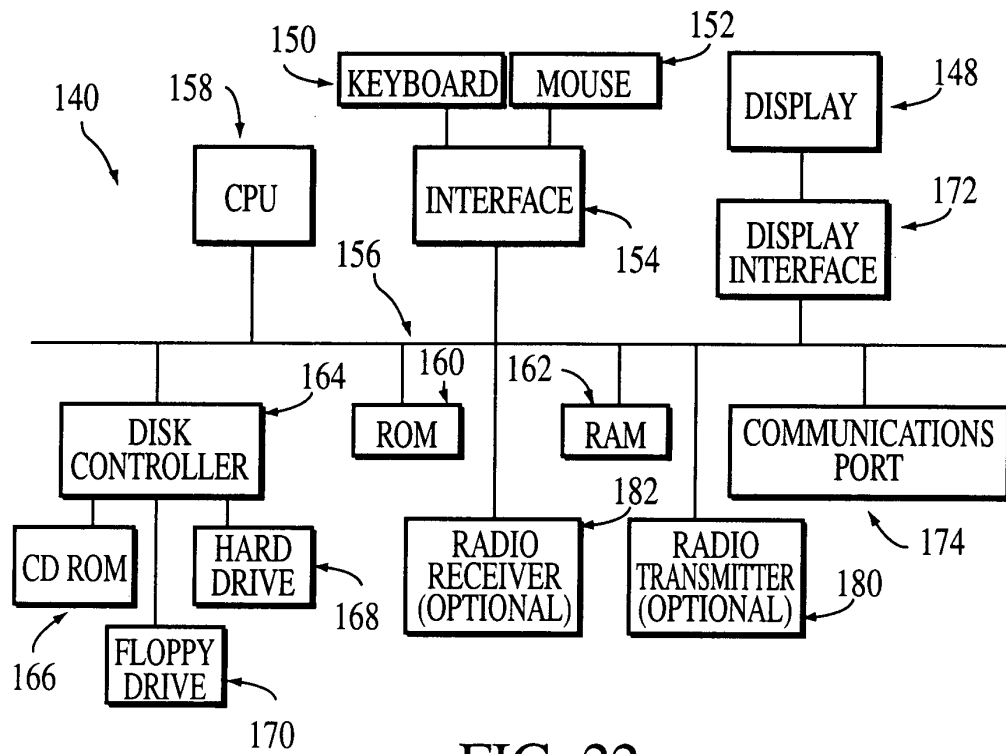 150
KEYBOARD
MOUSE
152
140
158
DISPLAY
148
CPU
INTERFACE
154
172
DISPLAY
INTERFACE
156
164
160
162
DISK
CONTROLLER
ROM
RAM
COMMUNICATIONS
PORT
174
CD ROM
166
HARD
DRIVE
168
182
RADIO
RECEIVER
(OPTIONAL)
RADIO
TRANSMITTER
(OPTIONAL)
180
FLOPPY
DRIVE
170
FIG. 22